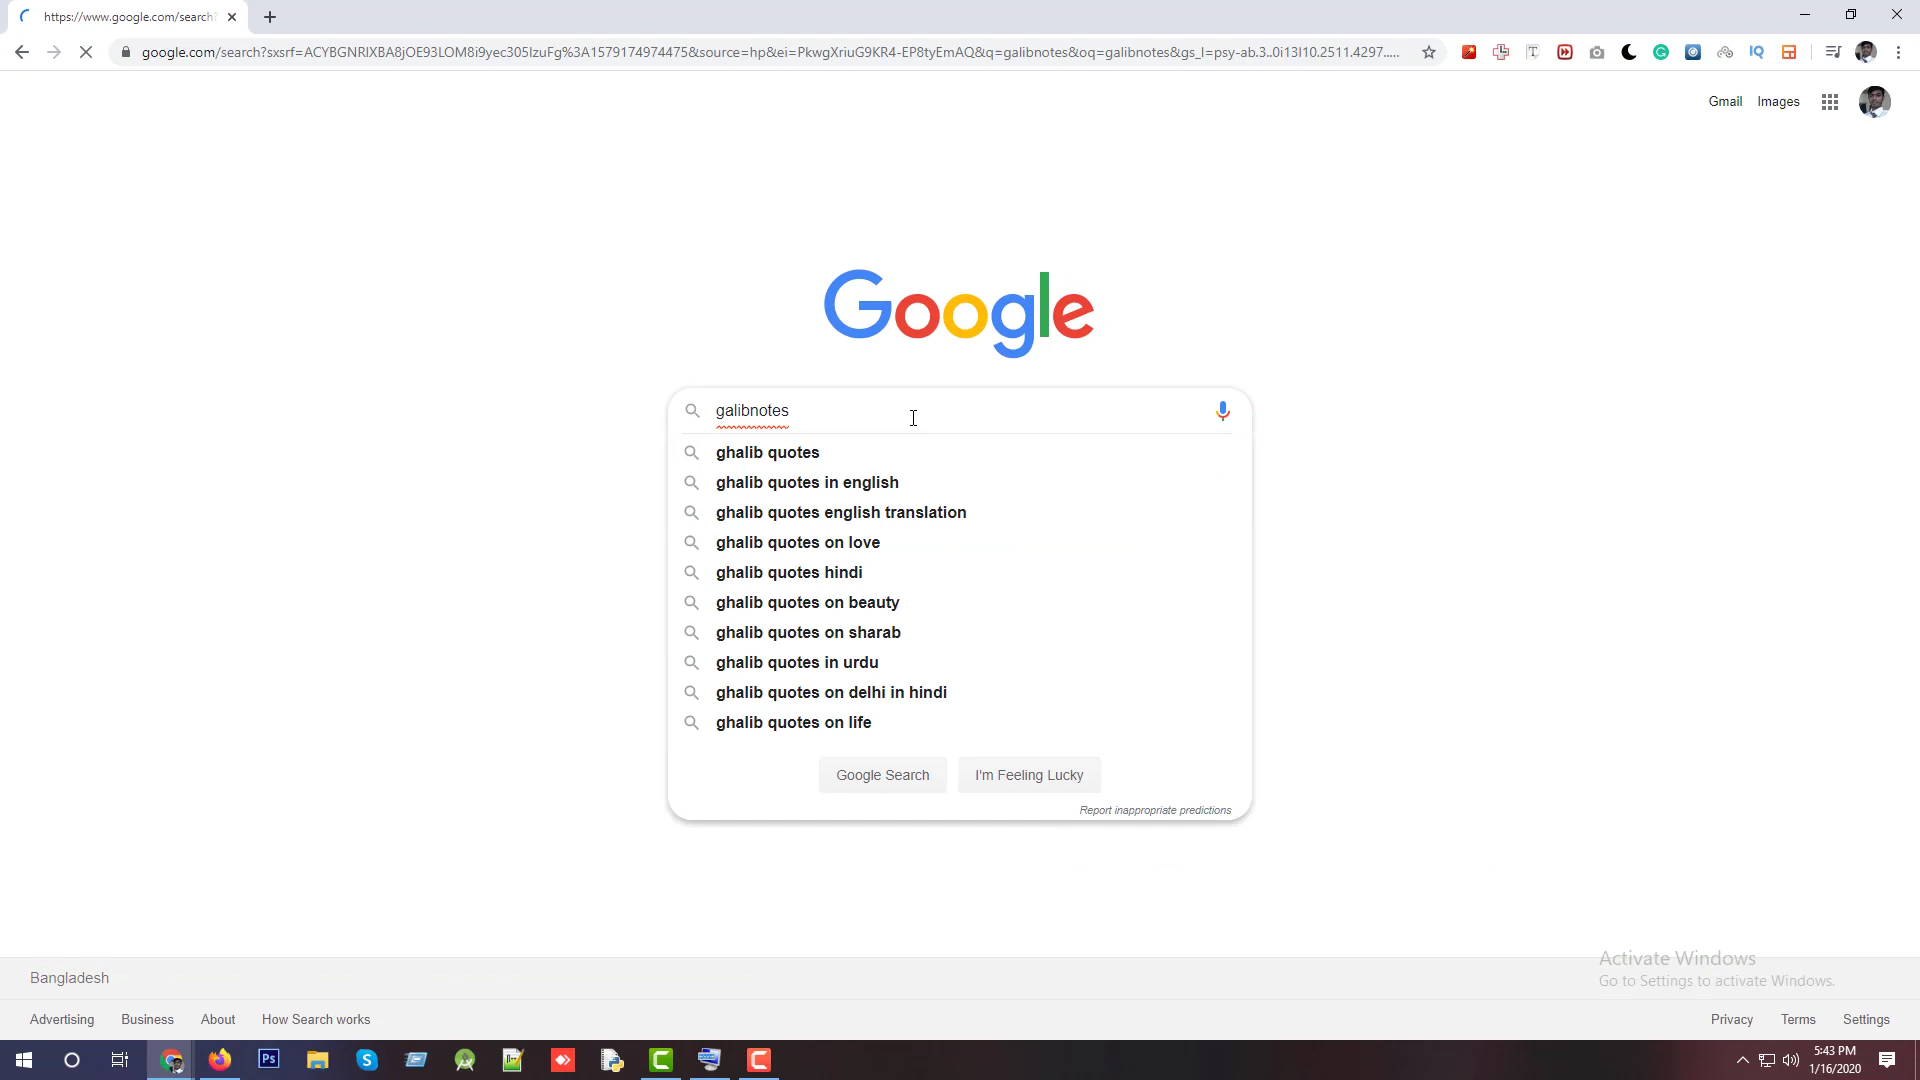 https://www.google.com/search?
google.com/search?sxsrf=ACYBGNRIXBA8jOE93LOM8i9yec305IzuFg%3A1579174974475&source=hp&ei=PkwgXriuG9KR4-EP8tyEmAQ&q=galibnotes&oq=galibnotes&gs_l=psy-ab.3..0i13l10.2511.4297.....
Gmail Images
Google
galibnotes
ghalib quotes
ghalib quotes in english
ghalib quotes english translation
ghalib quotes on love
ghalib quotes hindi
ghalib quotes on beauty
ghalib quotes on sharab
ghalib quotes in urdu
ghalib quotes on delhi in hindi
ghalib quotes on life
Google Search I'm Feeling Lucky
Report inappropriate predictions
Activate Windows
Go to Settings to activate Windows.
Bangladesh
Advertising Business About How Search works Privacy Terms Settings
5:43 PM
1/16/2020